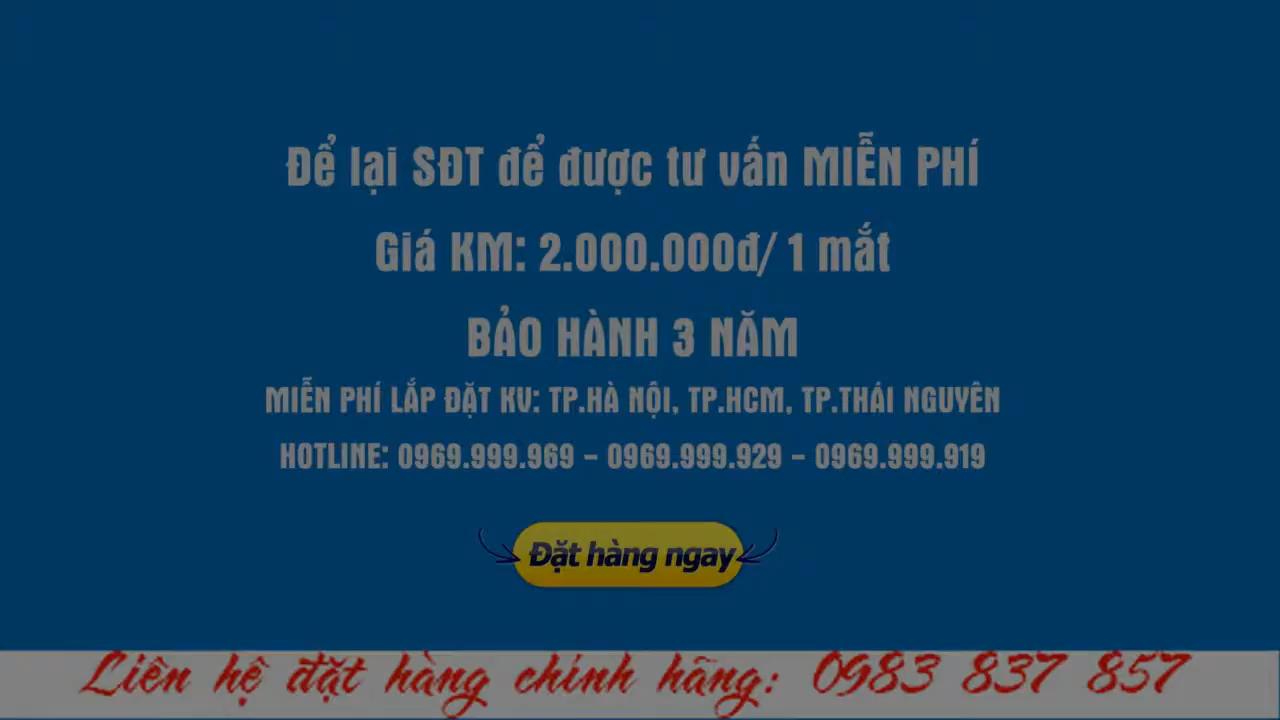 Để lại SĐT để được tư vấn MIỄN PHÍ
Giá KM: 2.000.000đ/ 1 mắt
BẢO HÀNH 3 NĂM
MIỄN PHÍ LẮP ĐẶT KV: TP.HÀ NỘI, TP.HCM, TP.THÁI NGUYÊN
HOTLINE: 0969.999.969 - 0969.999.929 - 0969.999.919
Đặt hàng ngay
Liên hệ đặt hàng chính hãng: 0983 837 857